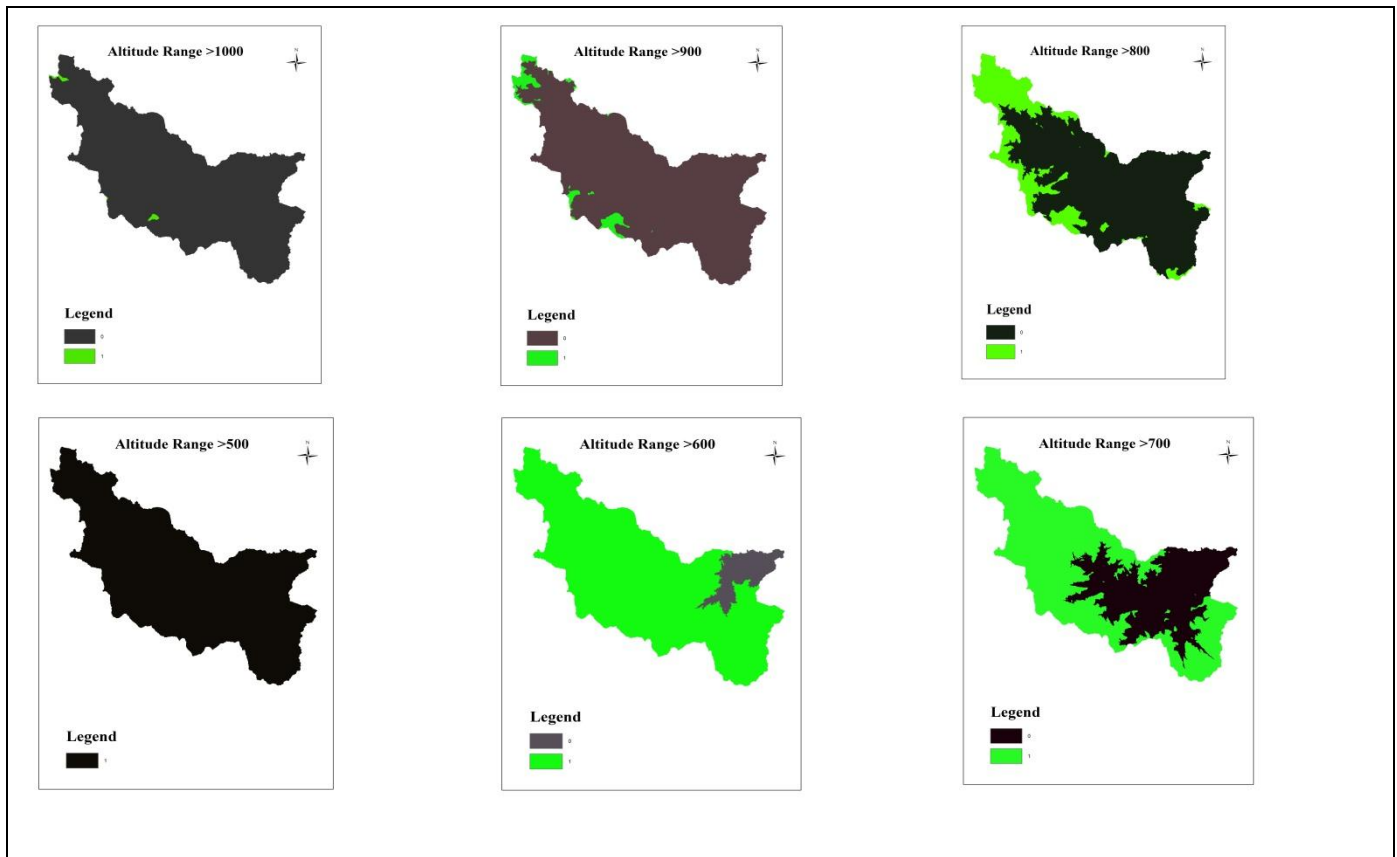 Altitude Range >1000
N
Legend
0
1
Altitude Range >900
N
Legend
0
1
Altitude Range >800
N
Legend
0
1
Altitude Range >500
N
Legend
1
Altitude Range >600
N
Legend
0
1
Altitude Range >700
N
Legend
0
1